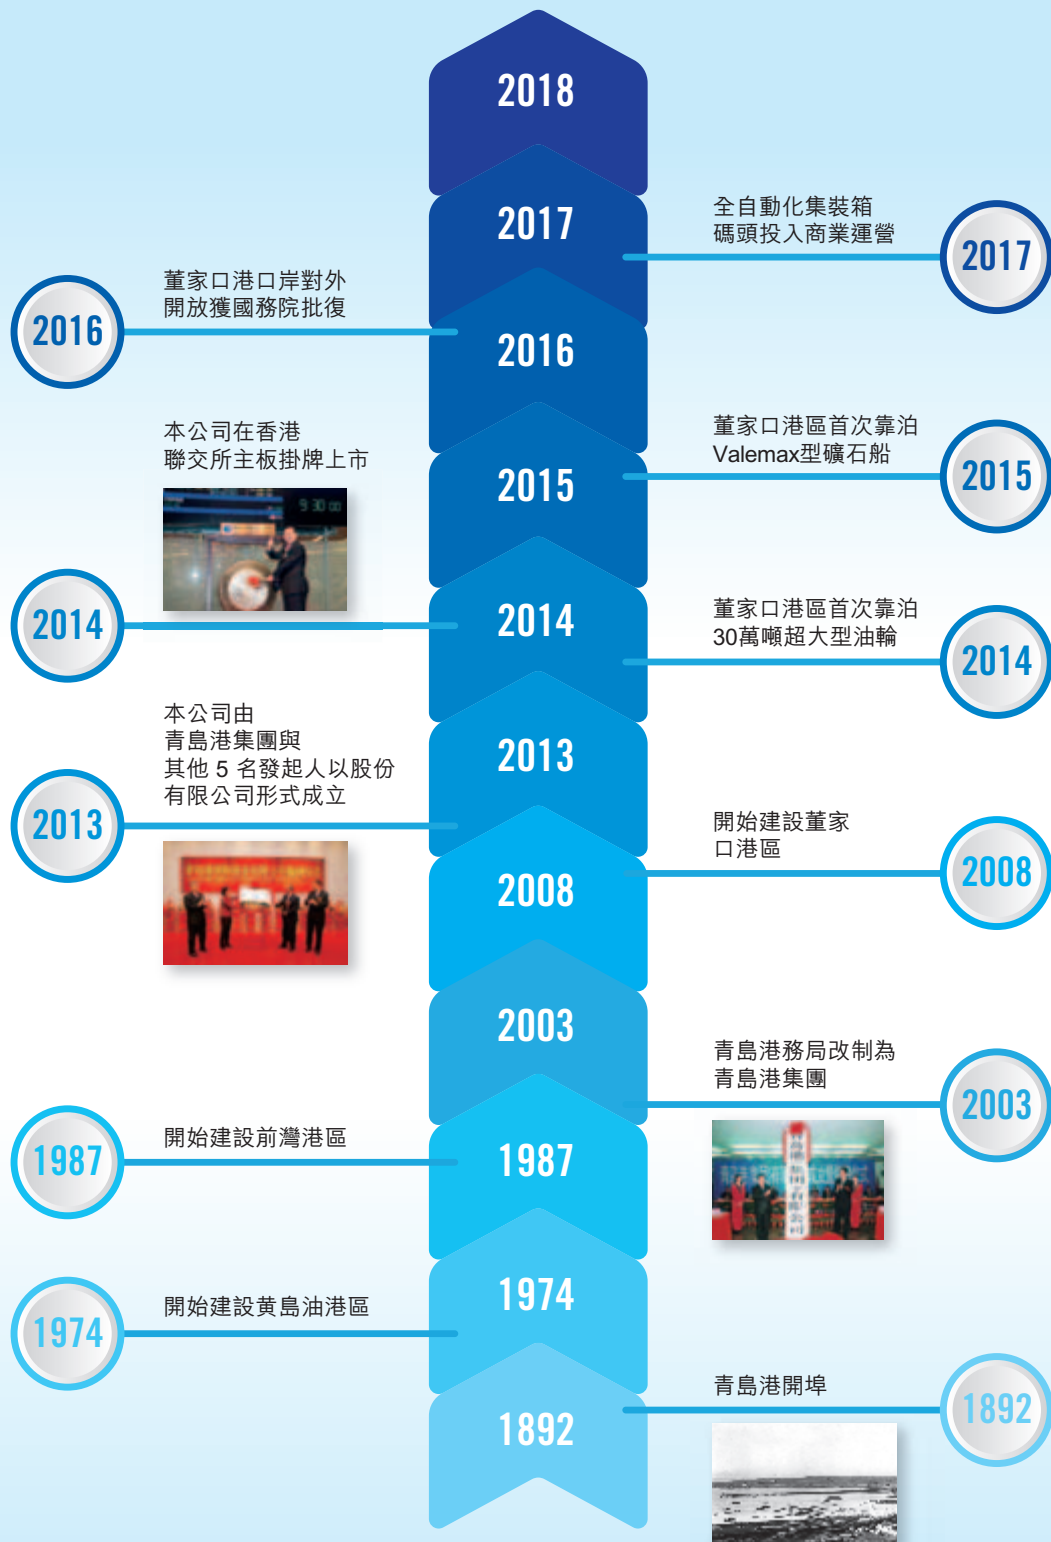 2018
2017
全自動化集裝箱
碼頭投入商業運營
2017
董家口港口岸對外
開放獲國務院批復
2016
2016
本公司在香港
聯交所主板掛牌上市
9 30 00
董家口港區首次靠泊
Valemax型礦石船
2015
2015
2014
2014
董家口港區首次靠泊
30萬噸超大型油輪
2014
本公司由
青島港集團與
其他 5 名發起人以股份
有限公司形式成立
2013
2013
開始建設董家
口港區
2008
2008
2003
青島港務局改制為
青島港集團
2003
開始建設前灣港區
1987
1987
開始建設黄島油港區
1974
1974
青島港開埠
1892
1892